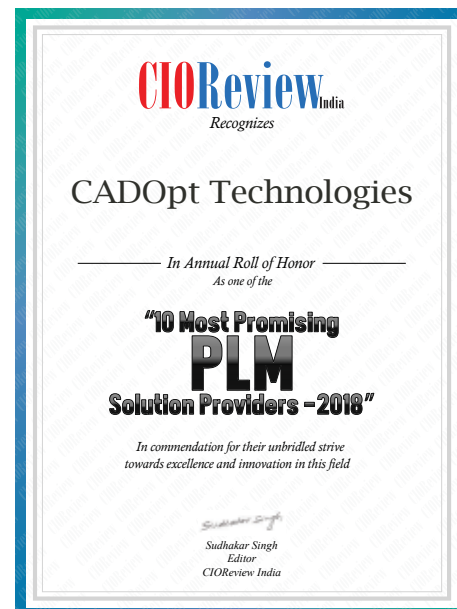 CIOReview India
Recognizes
CADOpt Technologies
In Annual Roll of Honor
As one of the
“10 Most Promising
PLM
Solution Providers -2018”
In commendation for their unbridled strive
towards excellence and innovation in this field
Sudhakar Singh
Sudhakar Singh
Editor
CIOReview India